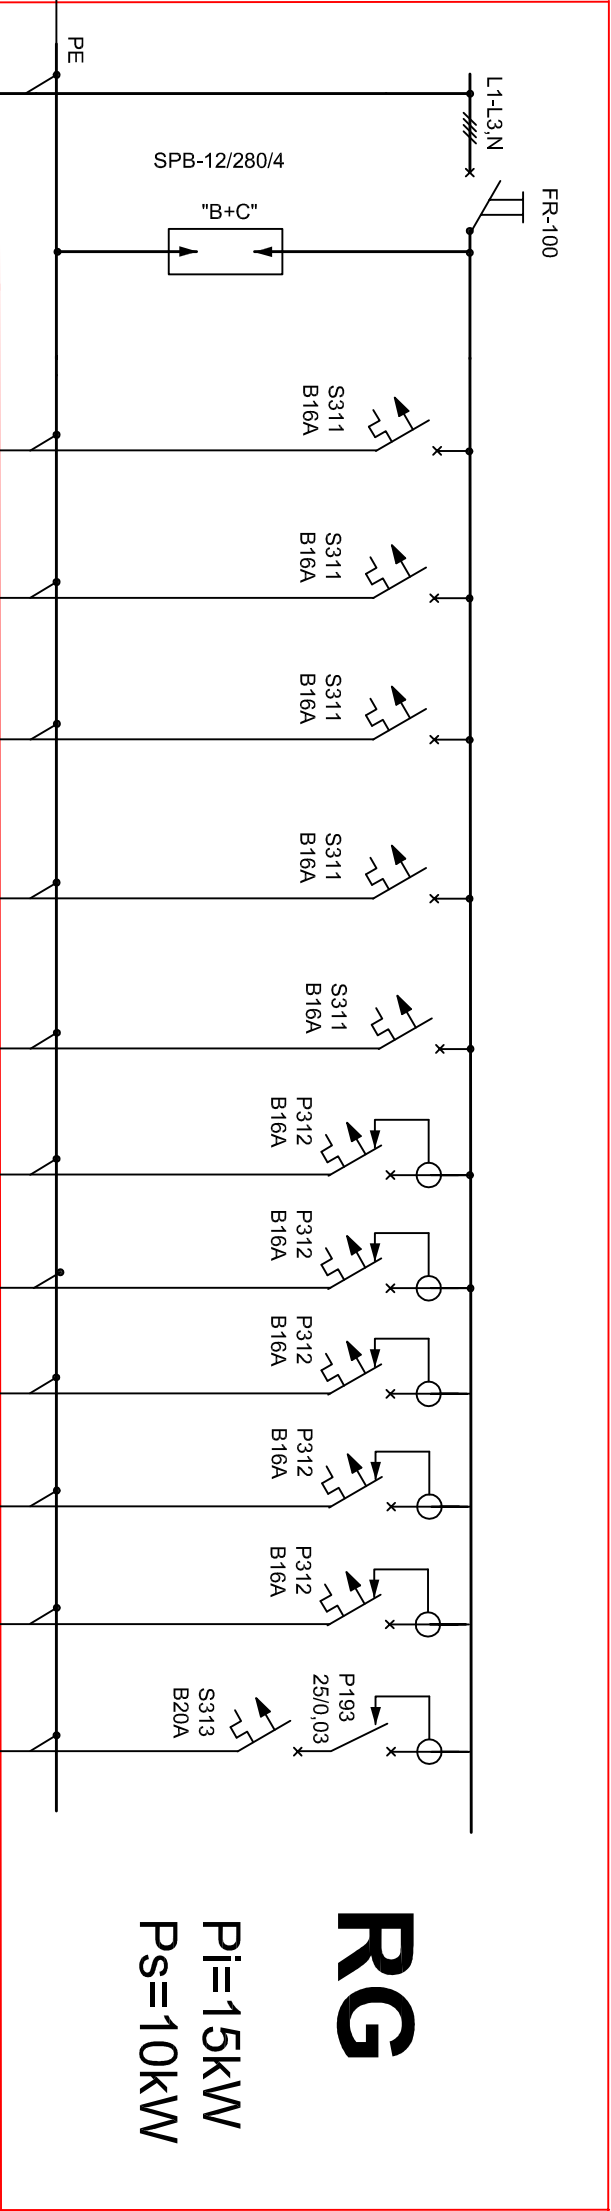 PE
L1-L3,N
FR-100
SPB-12/280/4
"B+C"
S311
B16A
S311
B16A
S311
B16A
S311
B16A
S311
B16A
P312
B16A
P312
B16A
P312
B16A
P312
B16A
P312
B16A
P193
25/0,03
S313
B20A
RG
Pi=15kW
Ps=10kW